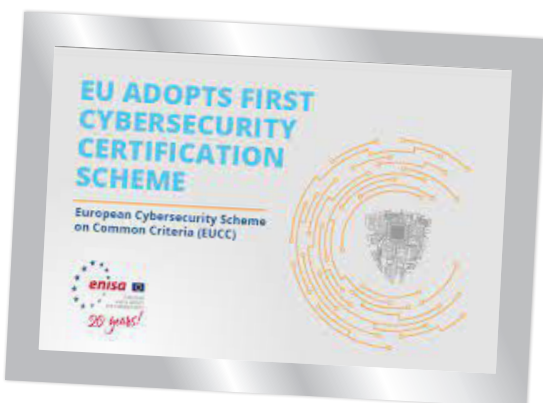 EU ADOPTS FIRST
CYBERSECURITY
CERTIFICATION
SCHEME
European Cybersecurity Scheme
on Common Criteria (EUCC)
enisa
20 years!